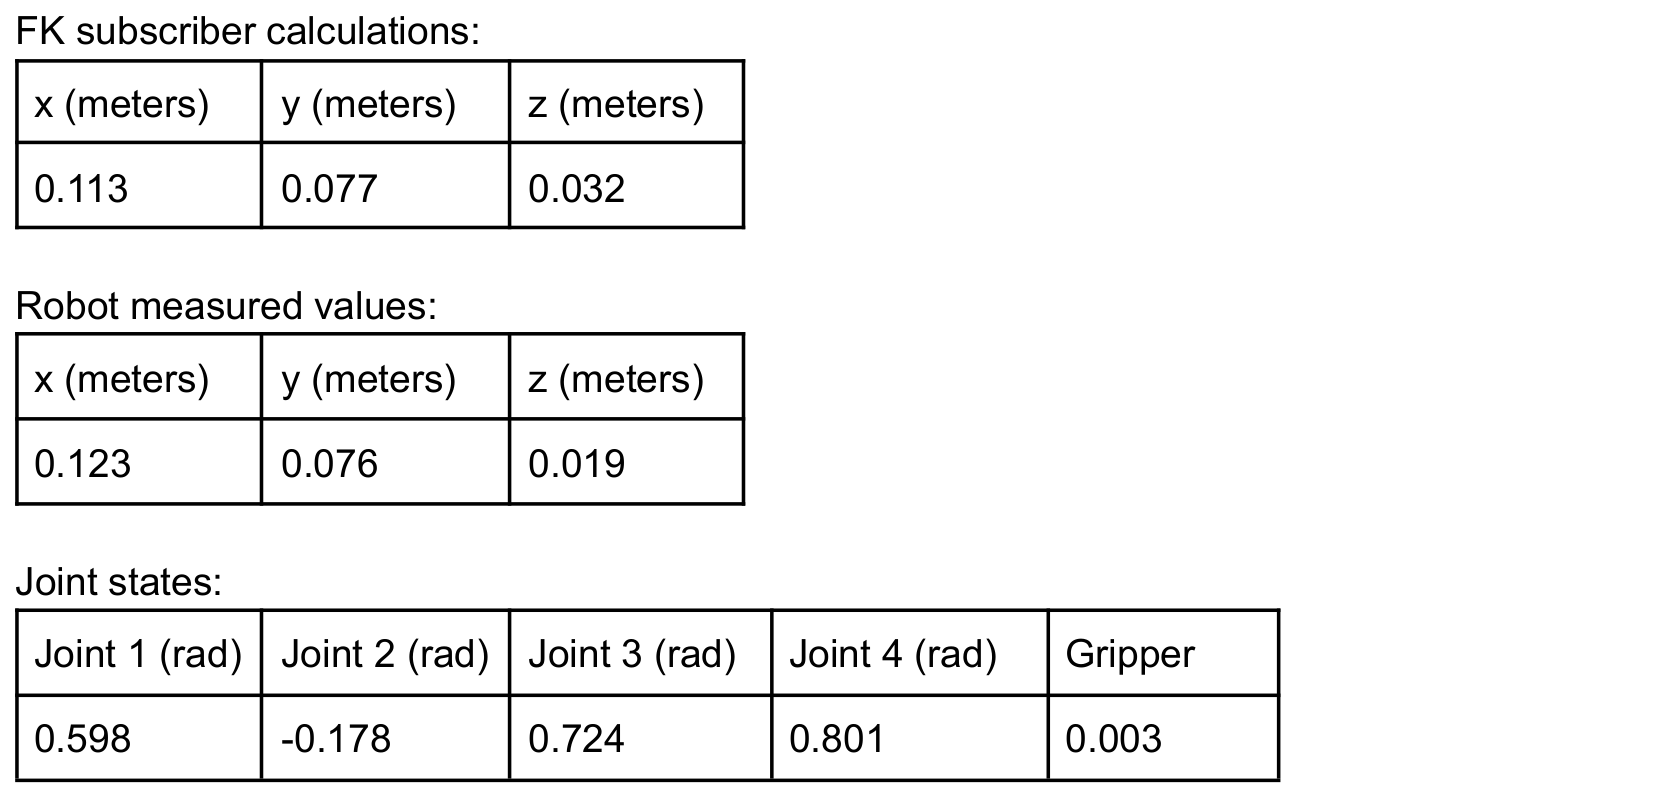 FK subscriber calculations:
x (meters) y (meters) z (meters)
0.113 0.077 0.032
Robot measured values:
x (meters) y (meters) z (meters)
0.123 0.076 0.019
Joint states:
Joint 1 (rad) Joint 2 (rad) Joint 3 (rad) Joint 4 (rad) Gripper
0.598 -0.178 0.724 0.801 0.003